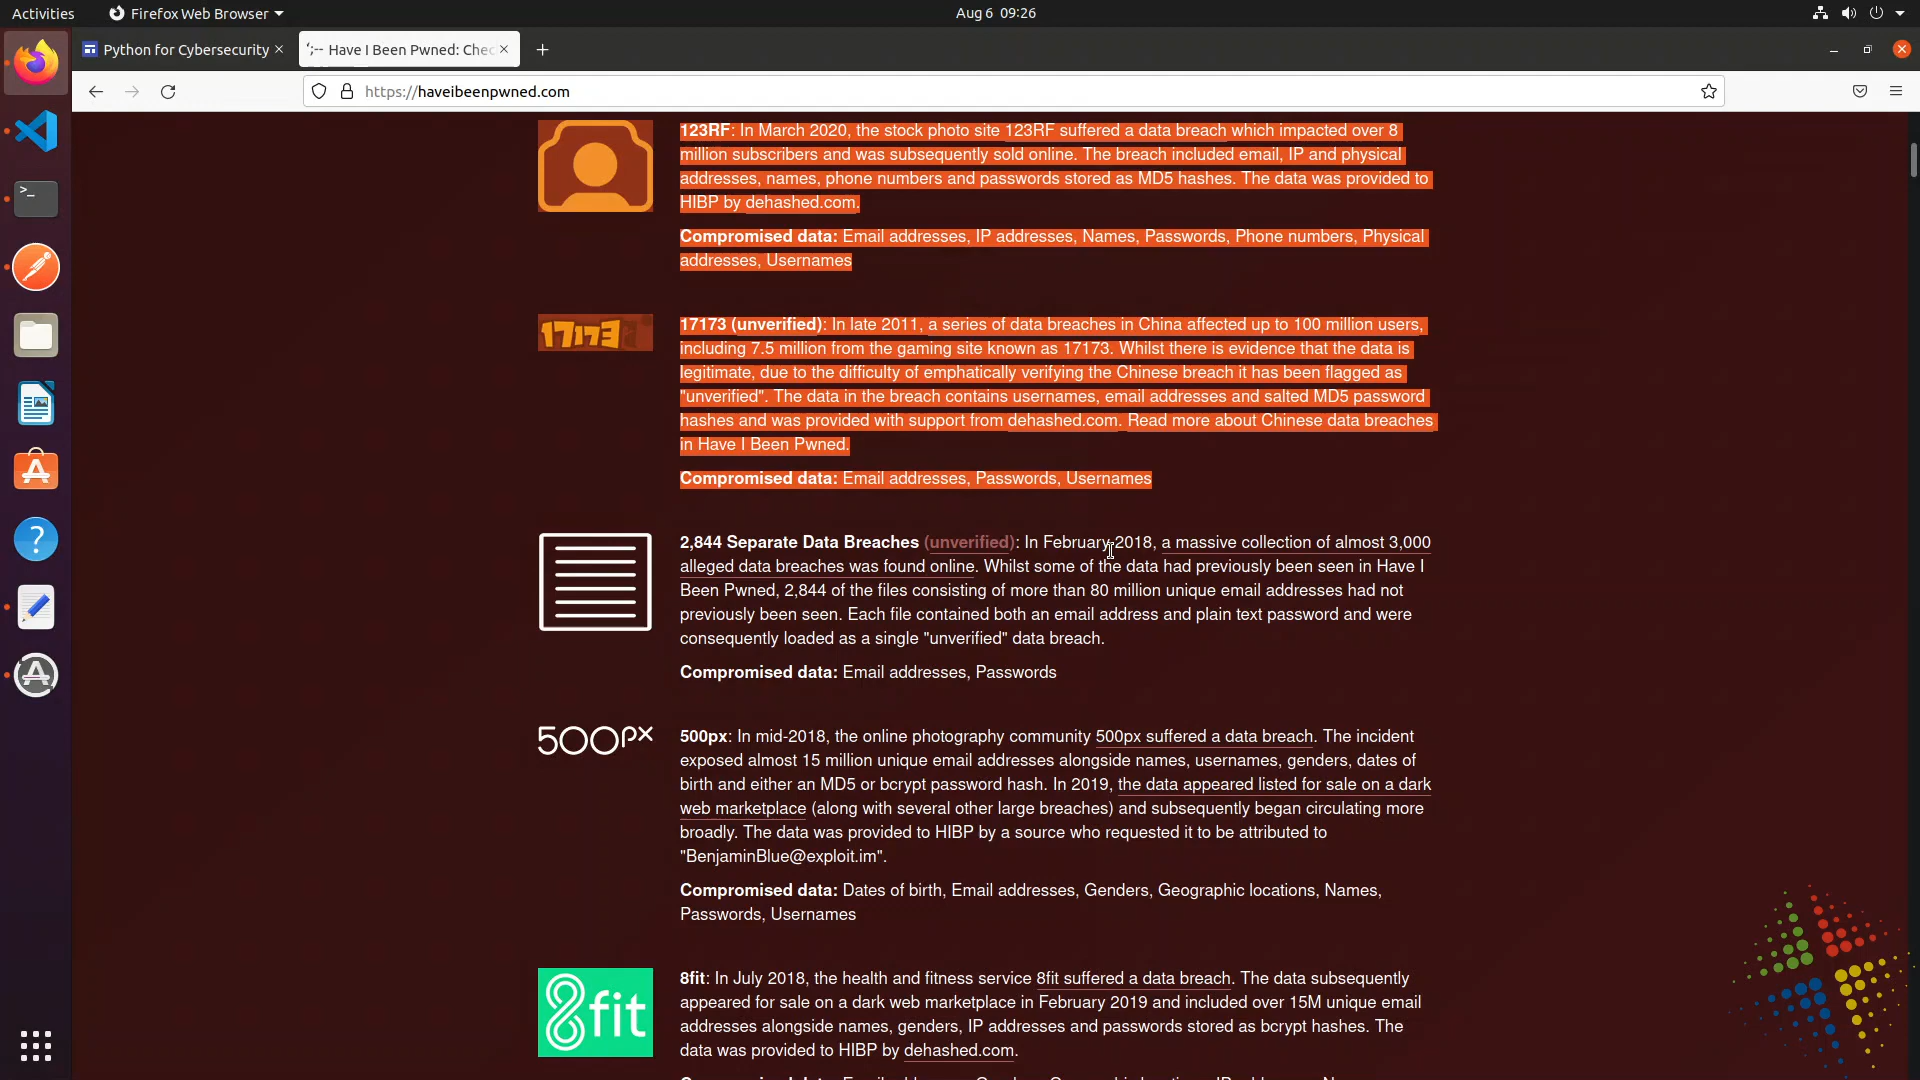 Activities
Firefox Web Browser
Aug 6 09:26
Python for Cybersecurity
';-- Have I Been Pwned: Chec
https://haveibeenpwned.com
123RF: In March 2020, the stock photo site 123RF suffered a data breach which impacted over 8
million subscribers and was subsequently sold online. The breach included email, IP and physical
addresses, names, phone numbers and passwords stored as MD5 hashes. The data was provided to
HIBP by dehashed.com.
Compromised data: Email addresses, IP addresses, Names, Passwords, Phone numbers, Physical
addresses, Usernames
17173
17173 (unverified): In late 2011, a series of data breaches in China affected up to 100 million users,
including 7.5 million from the gaming site known as 17173. Whilst there is evidence that the data is
legitimate, due to the difficulty of emphatically verifying the Chinese breach it has been flagged as
"unverified". The data in the breach contains usernames, email addresses and salted MD5 password
hashes and was provided with support from dehashed.com. Read more about Chinese data breaches
in Have I Been Pwned.
Compromised data: Email addresses, Passwords, Usernames
2,844 Separate Data Breaches (unverified): In February 2018, a massive collection of almost 3,000
alleged data breaches was found online. Whilst some of the data had previously been seen in Have I
Been Pwned, 2,844 of the files consisting of more than 80 million unique email addresses had not
previously been seen. Each file contained both an email address and plain text password and were
consequently loaded as a single "unverified" data breach.
Compromised data: Email addresses, Passwords
500px
500px: In mid-2018, the online photography community 500px suffered a data breach. The incident
exposed almost 15 million unique email addresses alongside names, usernames, genders, dates of
birth and either an MD5 or bcrypt password hash. In 2019, the data appeared listed for sale on a dark
web marketplace (along with several other large breaches) and subsequently began circulating more
broadly. The data was provided to HIBP by a source who requested it to be attributed to
"BenjaminBlue@exploit.im".
Compromised data: Dates of birth, Email addresses, Genders, Geographic locations, Names,
Passwords, Usernames
8fit
8fit: In July 2018, the health and fitness service 8fit suffered a data breach. The data subsequently
appeared for sale on a dark web marketplace in February 2019 and included over 15M unique email
addresses alongside names, genders, IP addresses and passwords stored as bcrypt hashes. The
data was provided to HIBP by dehashed.com.